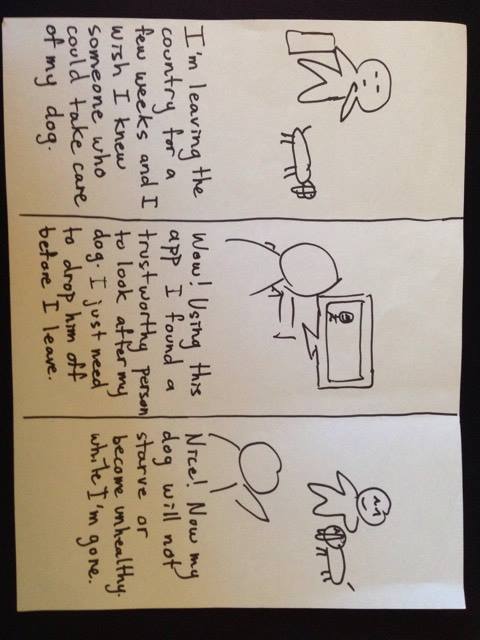 I'm leaving the
country for a
few weeks and I
wish I knew
someone who
could take care
of my dog.
Wow! Using this
app I found a
trustworthy person
to look after my
dog. I just need
to drop him off
before I leave.
Nice! Now my
dog will not
starve or
become unhealthy
while I'm gone.